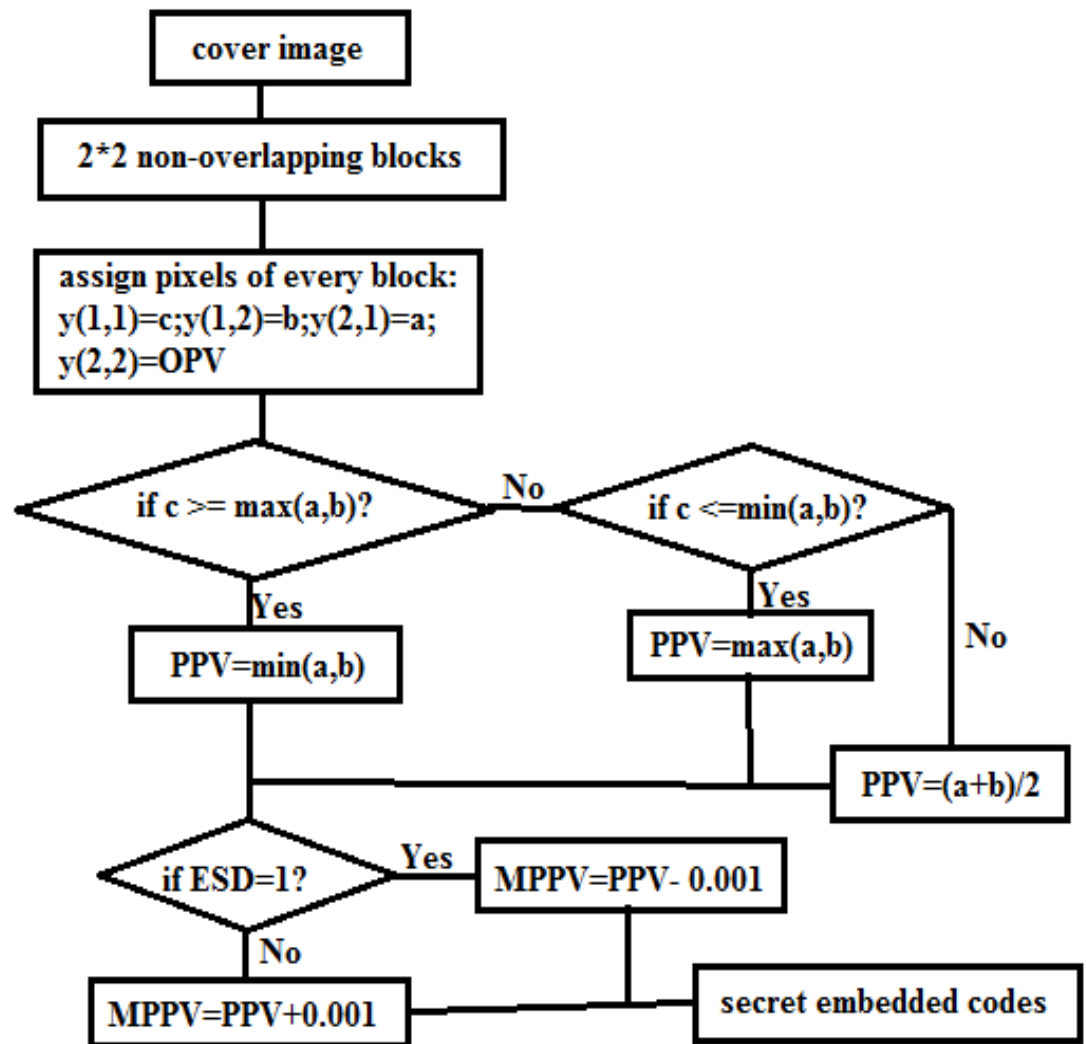 cover image
2*2 non-overlapping blocks
assign pixels of every block:
y(1,1)=c;y(1,2)=b;y(2,1)=a;
y(2,2)=OPV
if c >= max(a,b)?
No
if c <=min(a,b)?
Yes
Yes
No
PPV=min(a,b)
PPV=max(a,b)
PPV=(a+b)/2
if ESD=1?
Yes
MPPV=PPV- 0.001
No
MPPV=PPV+0.001
secret embedded codes